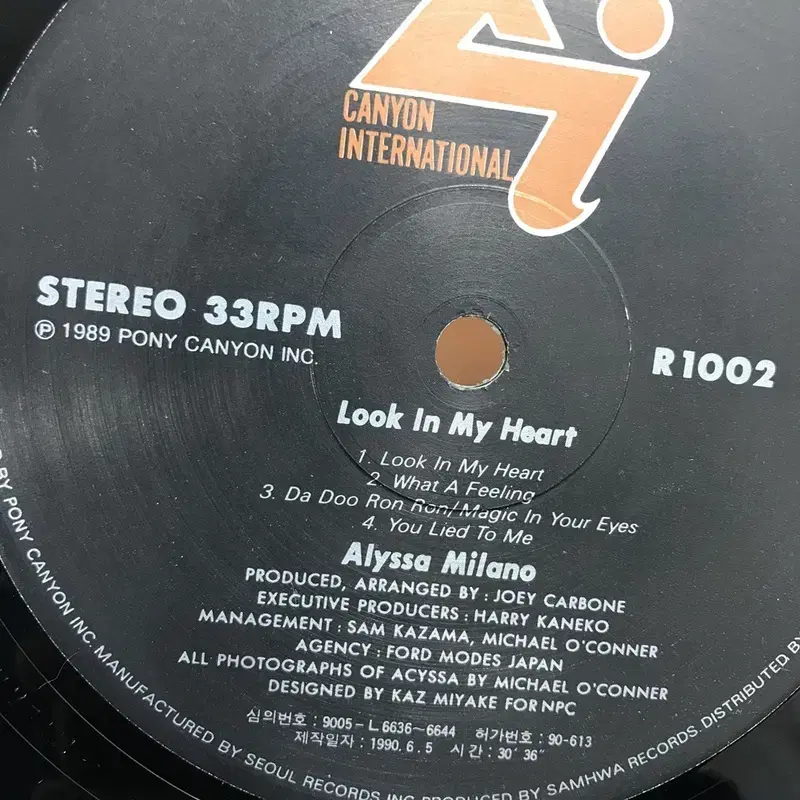 CANYON
INTERNATIONAL
STEREO 33RPM
℗ 1989 PONY CANYON INC.
R1002
Look In My Heart
1. Look In My Heart
2. What A Feeling
3. Da Doo Ron Ron/Magic In Your Eyes
4. You Lied To Me
Alyssa Milano
PRODUCED, ARRANGED BY : JOEY CARBONE
EXECUTIVE PRODUCERS : HARRY KANEKO
MANAGEMENT : SAM KAZAMA, MICHAEL O'CONNER
AGENCY : FORD MODES JAPAN
ALL PHOTOGRAPHS OF ACYSSA BY MICHAEL O'CONNER
DESIGNED BY KAZ MIYAKE FOR NPC
심의번호 : 9005-L 6636~6644 허가번호 : 90-613
제작일자 : 1990. 6. 5 시간 : 30' 36"
BY PONY CANYON INC. MANUFACTURED BY SEOUL RECORDS INC. PRODUCED BY SAMHWA RECORDS. DISTRIBUTED BY